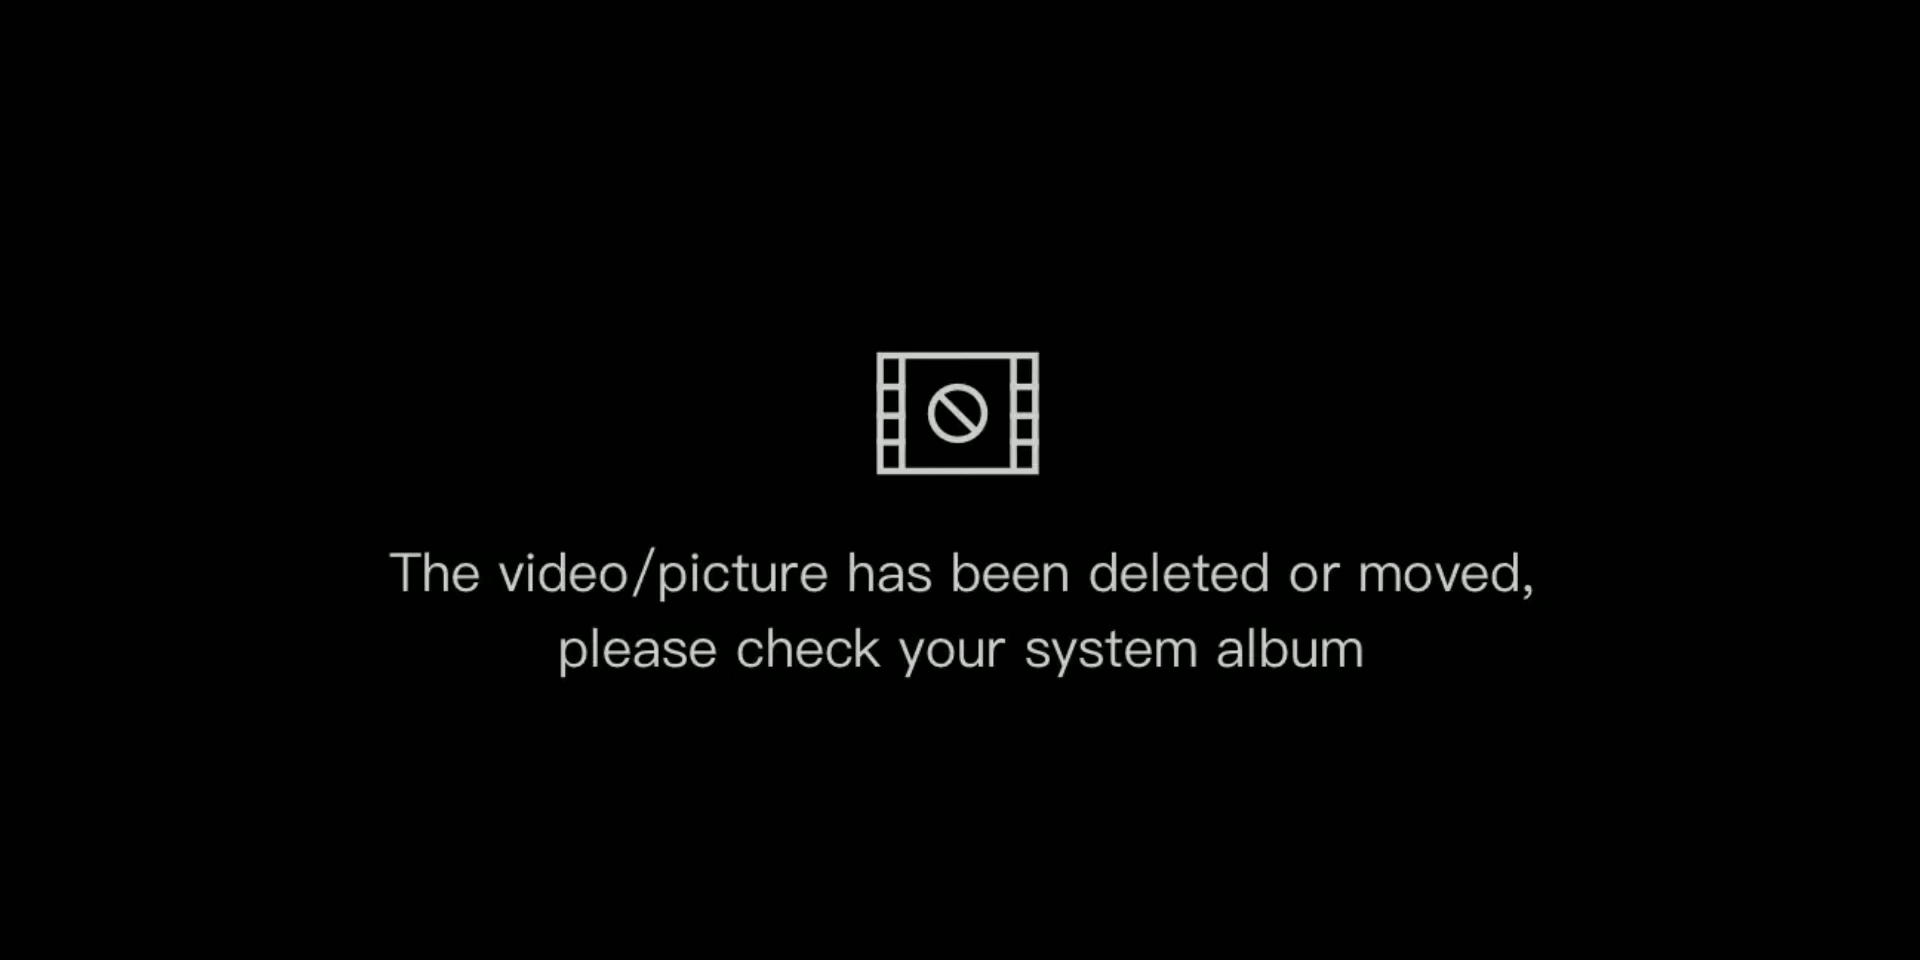 The video/picture has been deleted or moved,
please check your system album